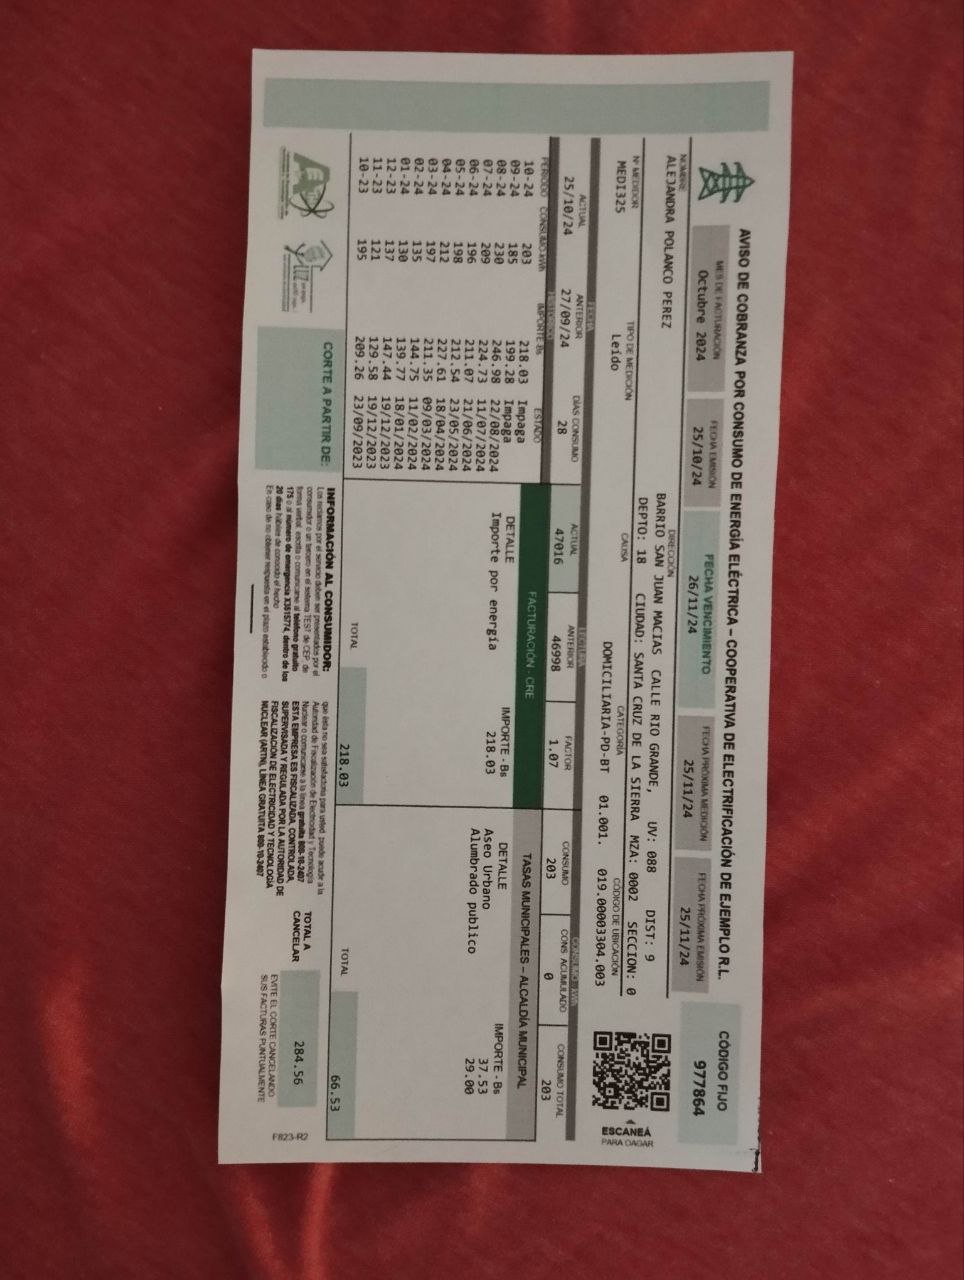 AVISO DE COBRANZA POR CONSUMO DE ENERGÍA ELÉCTRICA – COOPERATIVA DE ELECTRIFICACIÓN DE EJEMPLO R.L.
CÓDIGO FIJO
977864
MES DE FACTURACIÓN
Octubre 2024
FECHA EMISIÓN
25/10/24
FECHA VENCIMIENTO
26/11/24
FECHA PRÓXIMA MEDICIÓN
25/11/24
FECHA PRÓXIMA EMISIÓN
25/11/24
NOMBRE
ALEJANDRA POLANCO PEREZ
DIRECCIÓN
BARRIO SAN JUAN MACIAS CALLE RIO GRANDE, UV: 088 DIST: 9
DEPTO: 18 CIUDAD: SANTA CRUZ DE LA SIERRA MZA: 0002 SECCION: 0
Nº MEDIDOR
MEDI325
TIPO DE MEDICIÓN
Leído
CAUSA
CATEGORÍA
DOMICILIARIA-PD-BT
CÓDIGO DE UBICACIÓN
01.001. 019.00003304.003
ESCANEÁ
PARA PAGAR
FECHA
ACTUAL
25/10/24
ANTERIOR
27/09/24
DÍAS CONSUMO
28
LECTURA
ACTUAL
47016
ANTERIOR
46998
FACTOR
1.07
CONSUMO kWh
CONSUMO
203
CONS ACUMULADO
0
CONSUMO TOTAL
203
HISTÓRICO
PERIODO CONSUMO kWh IMPORTE-Bs ESTADO
10-24 203 218.03 Impaga
09-24 185 199.28 Impaga
08-24 230 246.98 22/08/2024
07-24 209 224.73 11/07/2024
06-24 196 211.07 21/06/2024
05-24 198 212.54 23/05/2024
04-24 212 227.61 18/04/2024
03-24 197 211.35 09/03/2024
02-24 135 144.75 11/02/2024
01-24 130 139.77 18/01/2024
12-23 137 147.44 19/12/2023
11-23 121 129.58 19/12/2023
10-23 195 209.26 23/09/2023
FACTURACIÓN - CRE
DETALLE IMPORTE - Bs
Importe por energía 218.03
TOTAL 218.03
TASAS MUNICIPALES – ALCALDÍA MUNICIPAL
DETALLE IMPORTE - Bs
Aseo Urbano 37.53
Alumbrado publico 29.00
TOTAL 66.53
CORTE A PARTIR DE:
INFORMACIÓN AL CONSUMIDOR:
Los reclamos por el servicio deben ser presentados por el
consumidor o un tercero en el sistema TEST de CEP, de
forma verbal, escrita o comunicarse al teléfono gratuito
175 o al número de emergencia X3615774, dentro de los
20 días hábiles de conocido el hecho
En caso de no obtener respuesta en el plazo establecido o
que ésta no sea satisfactoria para usted, puede acudir a la
Autoridad de Fiscalización de Electricidad y Tecnología
Nuclear o comunicarse a la línea gratuita 800-10-2407
ESTA EMPRESA ES FISCALIZADA, CONTROLADA,
SUPERVISADA Y REGULADA POR LA AUTORIDAD DE
FISCALIZACIÓN DE ELECTRICIDAD Y TECNOLOGÍA
NUCLEAR (AETN), LÍNEA GRATUITA 800-10-2407
TOTAL A
CANCELAR
284.56
EVITE EL CORTE CANCELANDO
SUS FACTURAS PUNTUALMENTE
F823-R2